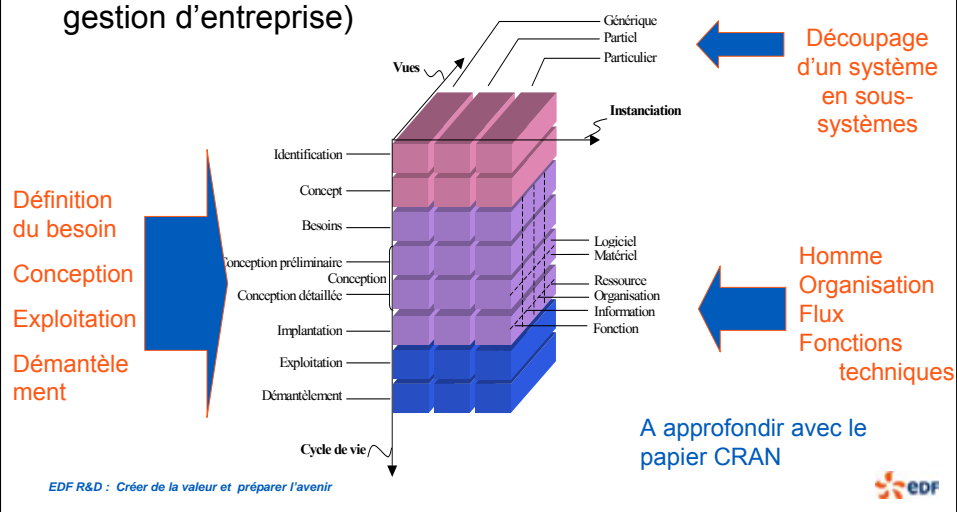 gestion d'entreprise)
Générique
Partiel
Particulier
Vues
Instanciation
Découpage
d'un système
en sous-
systèmes
Identification
Concept
Besoins
Conception préliminaire
Conception
Conception détaillée
Implantation
Exploitation
Démantèlement
Cycle de vie
Définition
du besoin
Conception
Exploitation
Démantèle
ment
Logiciel
Matériel
Ressource
Organisation
Information
Fonction
Homme
Organisation
Flux
Fonctions
techniques
A approfondir avec le
papier CRAN
EDF R&D : Créer de la valeur et préparer l'avenir
edf